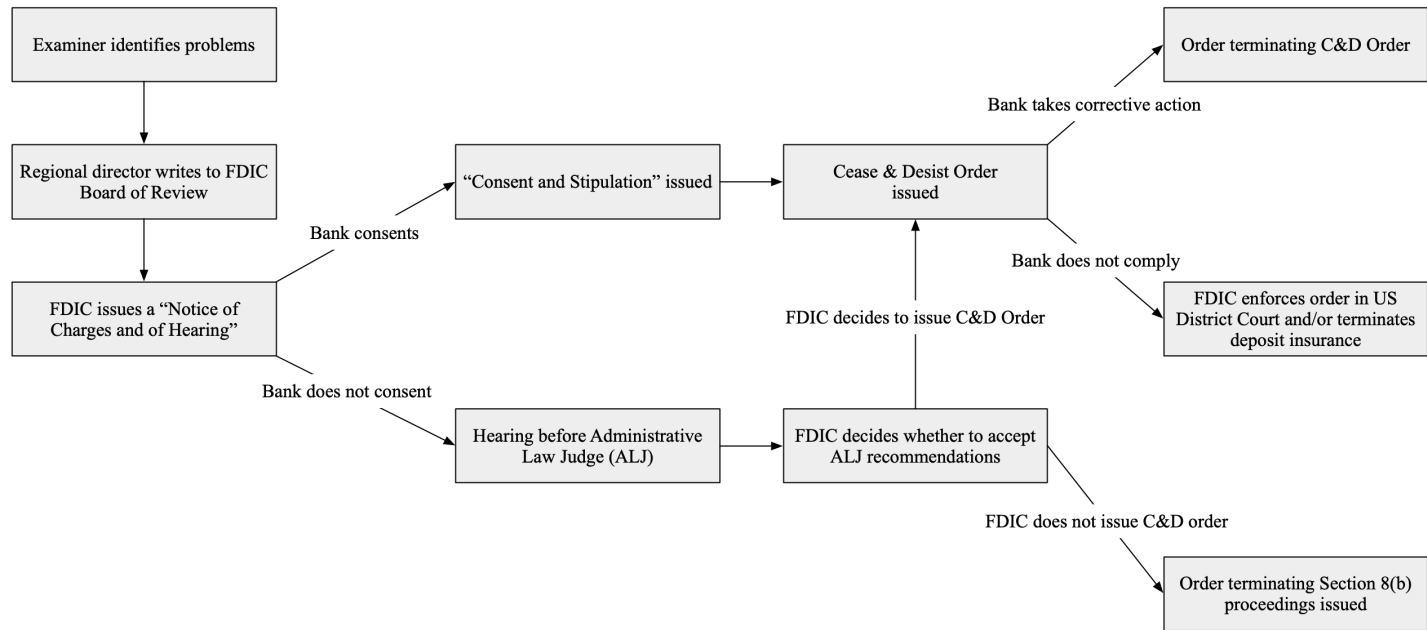 Examiner identifies problems
Regional director writes to FDIC
Board of Review
FDIC issues a “Notice of
Charges and of Hearing”
Bank consents
Bank does not consent
“Consent and Stipulation” issued
Hearing before Administrative
Law Judge (ALJ)
Cease & Desist Order
issued
FDIC decides to issue C&D Order
FDIC decides whether to accept
ALJ recommendations
Bank takes corrective action
Order terminating C&D Order
Bank does not comply
FDIC enforces order in US
District Court and/or terminates
deposit insurance
FDIC does not issue C&D order
Order terminating Section 8(b)
proceedings issued